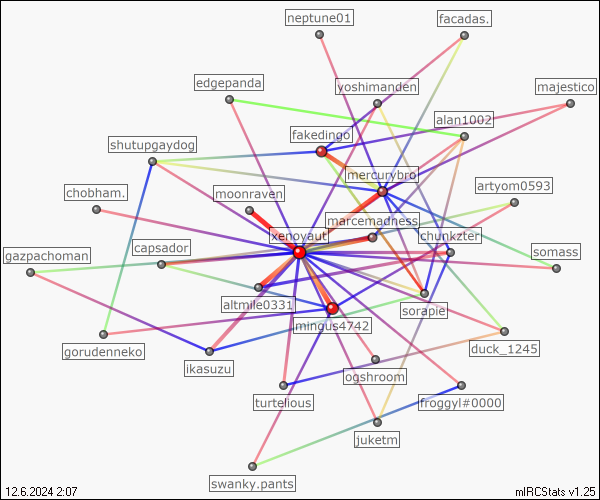 neptune01
facadas.
edgepanda
yoshimanden
majestico
alan1002
fakedingo
shutupgaydog
mercurybro
chobham.
moonraven
artyom0593
marcemadness
xenoyaut
chunkzter
capsador
gazpachoman
somass
altmile0331
sorapie
mingus4742
gorudenneko
duck_1245
ikasuzu
ogshroom
turtelious
froggyl#0000
juketm
swanky.pants
12.6.2024 2:07
mIRCStats v1.25